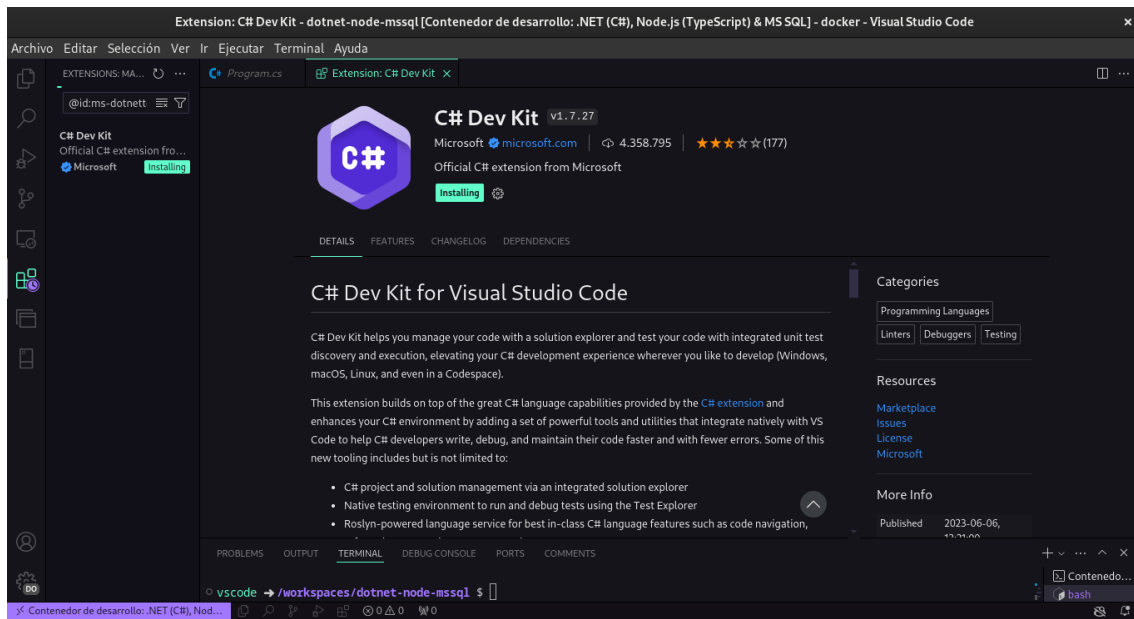 Extension: C# Dev Kit - dotnet-node-mssql [Contenedor de desarrollo: .NET (C#), Node.js (TypeScript) & MS SQL] - docker - Visual Studio Code
Archivo Editar Selección Ver Ir Ejecutar Terminal Ayuda
EXTENSIONS: MA...
Program.cs
Extension: C# Dev Kit
@id:ms-dotnett
C# Dev Kit
Official C# extension fro...
Microsoft Installing
C#
C# Dev Kit v1.7.27
Microsoft microsoft.com 4.358.795 (177)
Official C# extension from Microsoft
Installing
DETAILS FEATURES CHANGELOG DEPENDENCIES
C# Dev Kit for Visual Studio Code
C# Dev Kit helps you manage your code with a solution explorer and test your code with integrated unit test
discovery and execution, elevating your C# development experience wherever you like to develop (Windows,
macOS, Linux, and even in a Codespace).
This extension builds on top of the great C# language capabilities provided by the C# extension and
enhances your C# environment by adding a set of powerful tools and utilities that integrate natively with VS
Code to help C# developers write, debug, and maintain their code faster and with fewer errors. Some of this
new tooling includes but is not limited to:
• C# project and solution management via an integrated solution explorer
• Native testing environment to run and debug tests using the Test Explorer
• Roslyn-powered language service for best in-class C# language features such as code navigation,
Categories
Programming Languages
Linters Debuggers Testing
Resources
Marketplace
Issues
License
Microsoft
More Info
Published 2023-06-06,
PROBLEMS OUTPUT TERMINAL DEBUG CONSOLE PORTS COMMENTS
vscode ➜ /workspaces/dotnet-node-mssql $
Contenedo...
bash
DO
Contenedor de desarrollo: .NET (C#), Nod...
0 0 0